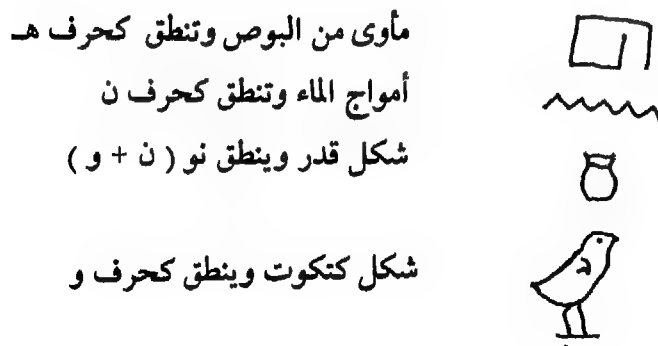 مأوى من البوص وتنطق كحرف هـ
أمواج الماء وتنطق كحرف ن
شكل قدر وينطق نو ( ن + و )
شكل كتكوت وينطق كحرف و